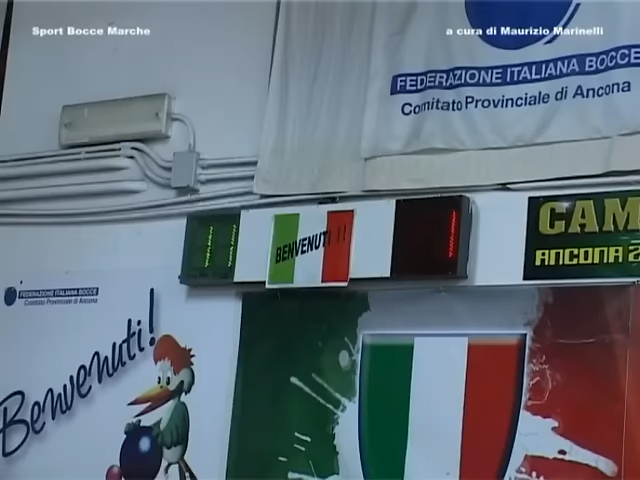 Sport Bocce Marche
a cura di Maurizio Marinelli
FEDERAZIONE ITALIANA BOCCE
Comitato Provinciale di Ancona
BENVENUTI !!
CAM
ANCONA 2
FEDERAZIONE ITALIANA BOCCE
Comitato Provinciale di Ancona
Benvenuti!